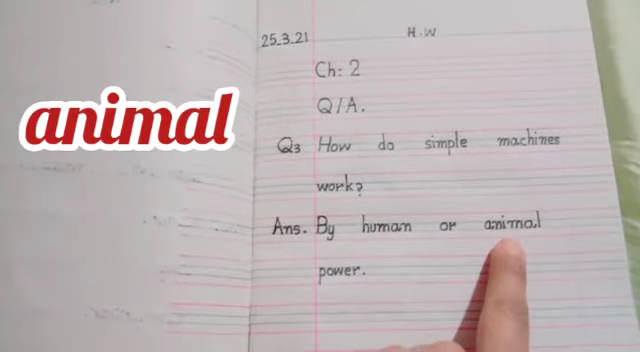 animal
25.3.21 H.W
Ch: 2
Q/A.
Q3 How do simple machines
work?
Ans. By human or animal
power.